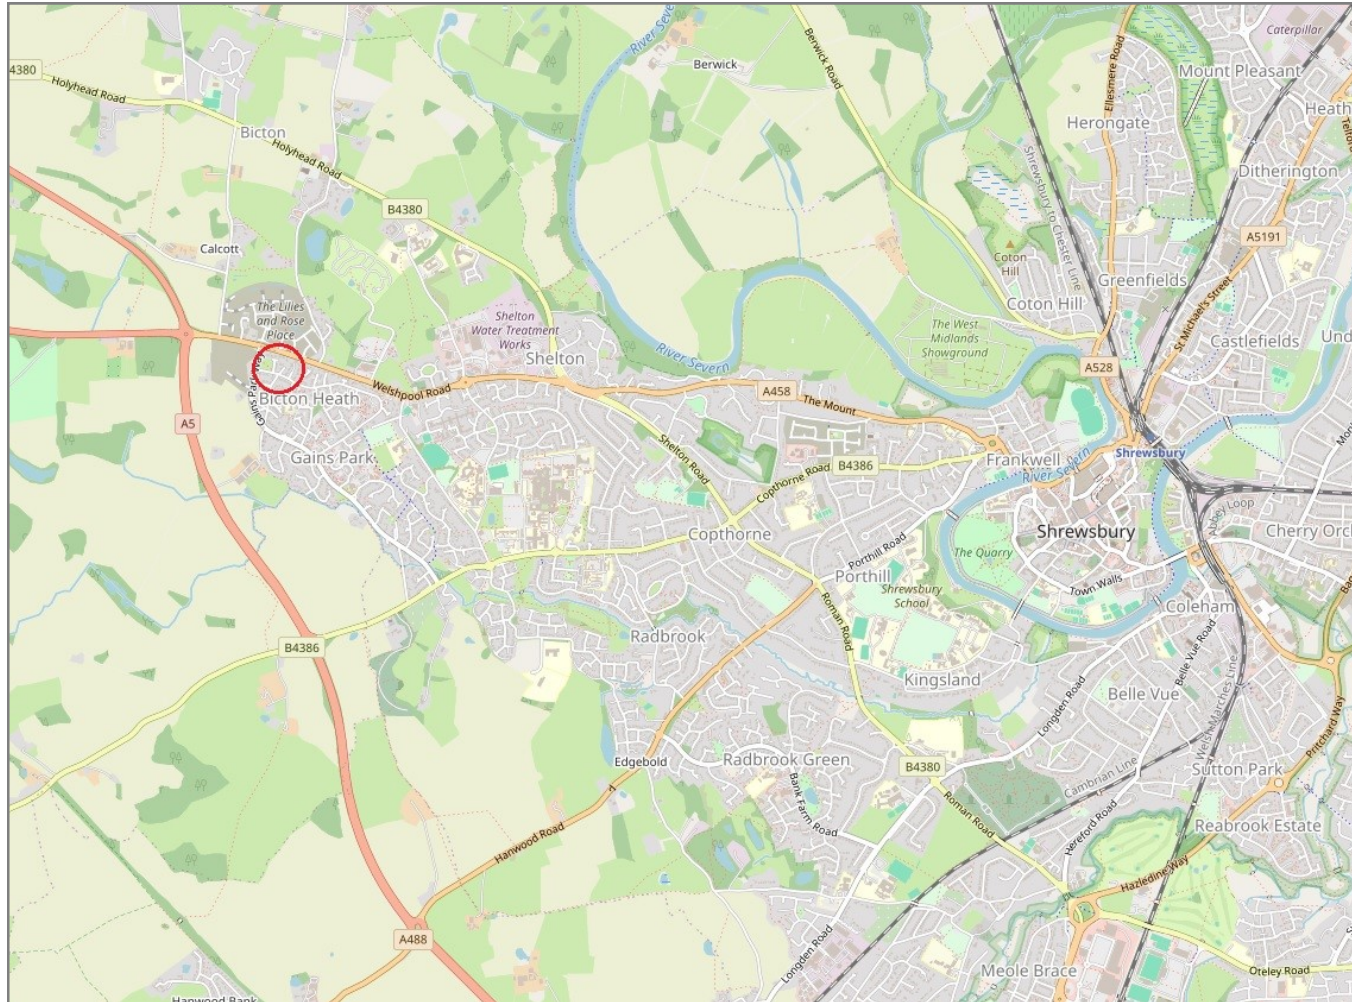 River Seve
Berwick
Berwick Road
Ellesmere Road
Caterpillar
Mount Pleasant
4380
Holyhead Road
Herongate
Heath
Telford
Bicton
Holyhead Road
Shrewsbury to Chester Line
Ditherington
B4380
Calcott
A5191
Coton
Hill
Greenfields
The Lilies
and Rose
Place
Coton Hill
St Michael's Street
Shelton
Water Treatment
Works
The West
Midlands
Showground
Und
River Severn
Castlefields
Shelton
A528
Gains Park Way
Welshpool Road
A458
The Mount
Bicton Heath
A5
Gains Park
Shelton Road
Copthorne Road
B4386
Frankwell
Shrewsbury
River Severn
Abbey Loop
Copthorne
Porthill Road
The Quarry
Shrewsbury
Cherry Orc
Porthill
Shrewsbury
School
Town Walls
Coleham
Roman Road
Radbrook
B4386
Belle Vue Road
Kingsland
Longden Road
Belle Vue
Welsh Marches Line
Pritchard Way
Edgebold
Radbrook Green
B4380
Cambrian Line
Sutton Park
Bank Farm Road
Roman Road
Hereford Road
Reabrook Estate
Hanwood Road
Hazledine Way
A488
Longden Road
Meole Brace
Oteley Road
Hanwood Bank